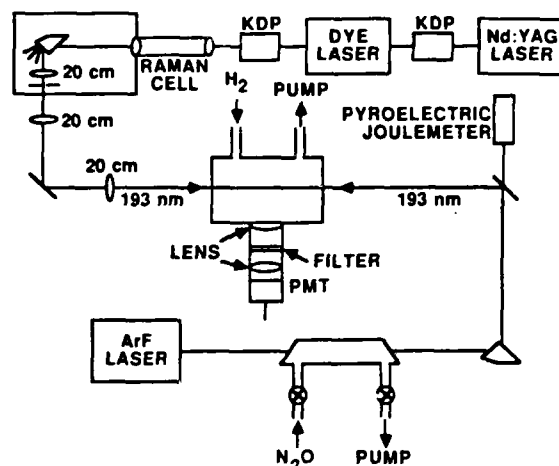 KDP
KDP
DYE
LASER
Nd:YAG
LASER
RAMAN
CELL
20 cm
H2
PUMP
PYROELECTRIC
JOULEMETER
20 cm
20 cm
193 nm
193 nm
LENS
FILTER
PMT
ArF
LASER
N2O
PUMP